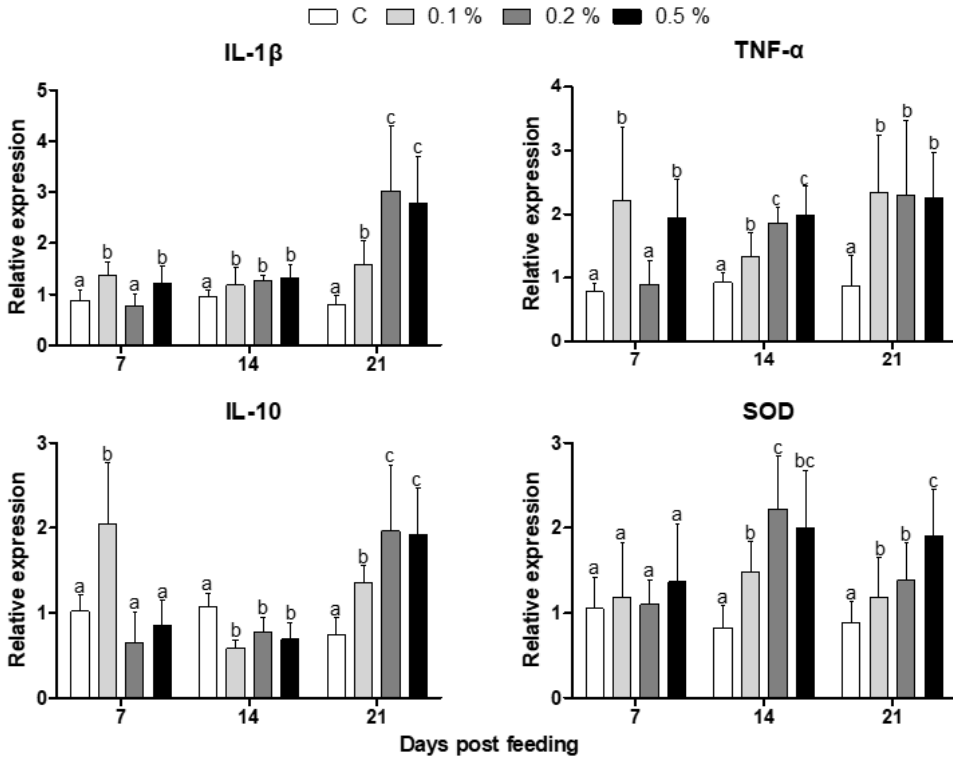 C 0.1 % 0.2 % 0.5 %
IL-1β
Relative expression
5
4
3
2
1
0
a b a b
a b b b
a b c c
7 14 21
TNF-α
Relative expression
4
3
2
1
0
a b a b
a b c c
a b b b
7 14 21
IL-10
Relative expression
3
2
1
0
a b a a
a b b b
a b c c
7 14 21
SOD
Relative expression
3
2
1
0
a a a a
a b c bc
a b b c
7 14 21
Days post feeding